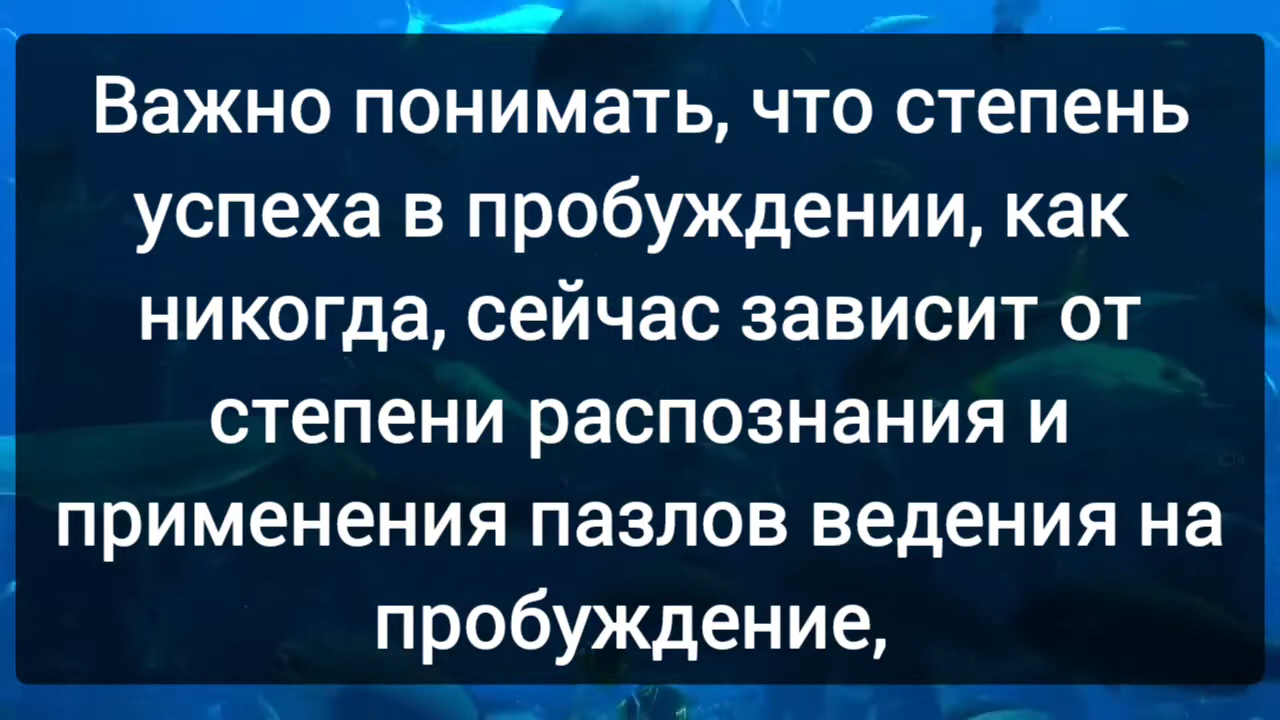 Важно понимать, что степень
успеха в пробуждении, как
никогда, сейчас зависит от
степени распознания и
применения пазлов ведения на
пробуждение,